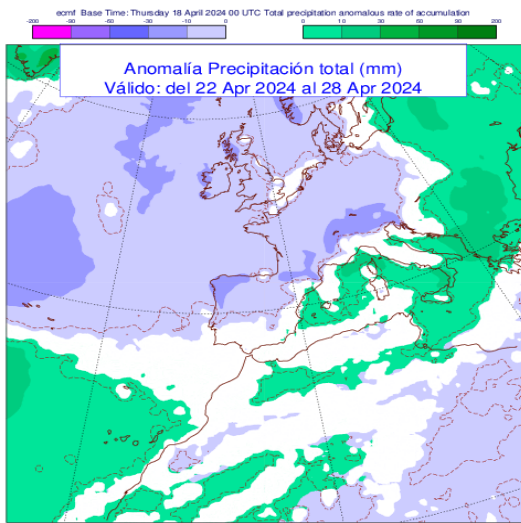 ecmf Base Time: Thursday 18 April 2024 00 UTC Total precipitation anomalous rate of accumulation
-200 -90 -60 -30 -10 0 0 10 30 60 90 200
Anomalía Precipitación total (mm)
Válido: del 22 Apr 2024 al 28 Apr 2024